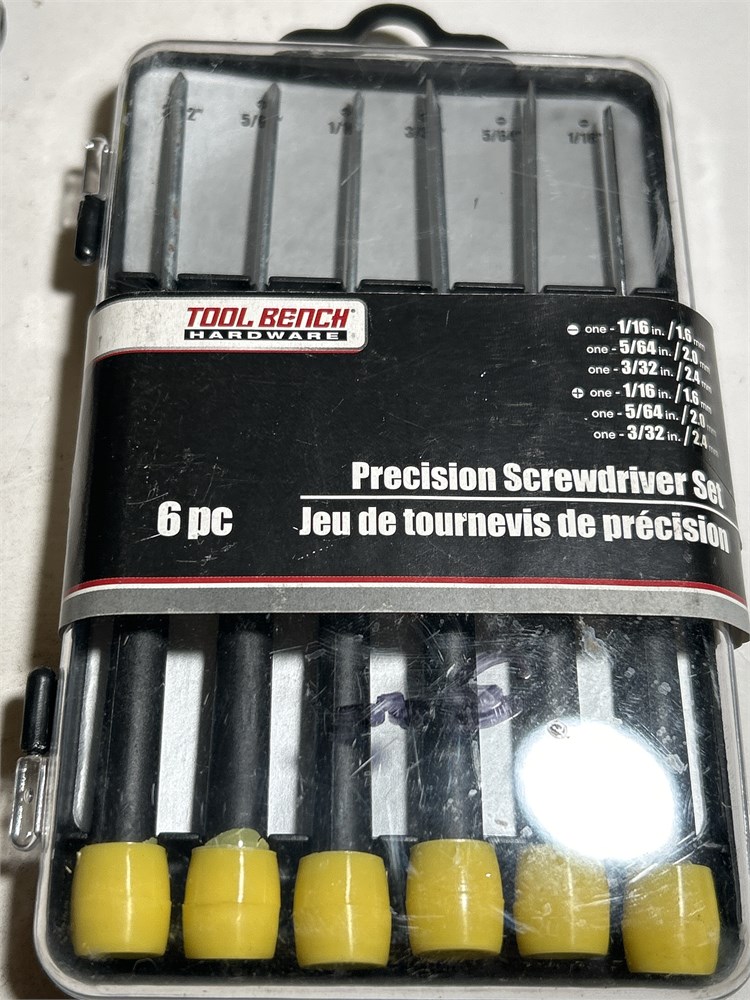 5/64"
1/16"
TOOL BENCH®
HARDWARE
⊖ one - 1/16 in. / 1.6 mm
one - 5/64 in. / 2.0 mm
one - 3/32 in. / 2.4 mm
⊕ one - 1/16 in. / 1.6 mm
one - 5/64 in. / 2.0 mm
one - 3/32 in. / 2.4 mm
Precision Screwdriver Set
6 pc
Jeu de tournevis de précision